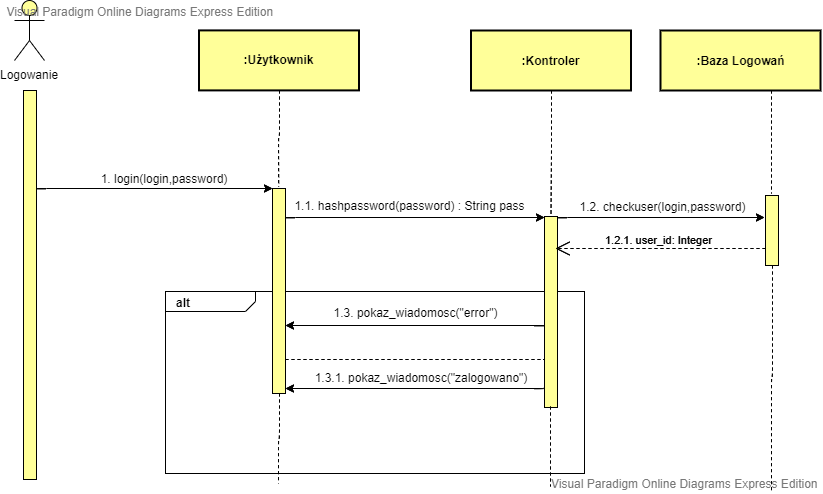 Visual Paradigm Online Diagrams Express Edition
Logowanie
:Użytkownik
:Kontroler
:Baza Logowań
1. login(login,password)
1.1. hashpassword(password) : String pass
1.2. checkuser(login,password)
1.2.1. user_id: Integer
alt
1.3. pokaz_wiadomosc("error")
1.3.1. pokaz_wiadomosc("zalogowano")
Visual Paradigm Online Diagrams Express Edition